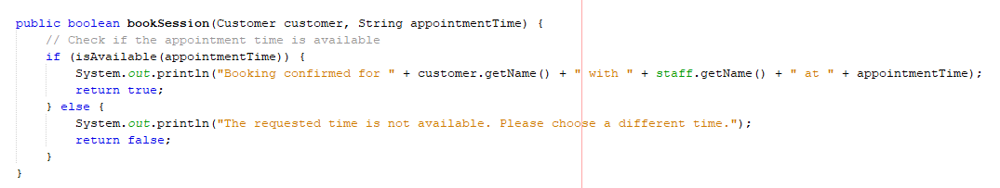 public boolean bookSession(Customer customer, String appointmentTime) {
    // Check if the appointment time is available
    if (isAvailable(appointmentTime)) {
        System.out.println("Booking confirmed for " + customer.getName() + " with " + staff.getName() + " at " + appointmentTime);
        return true;
    } else {
        System.out.println("The requested time is not available. Please choose a different time.");
        return false;
    }
}